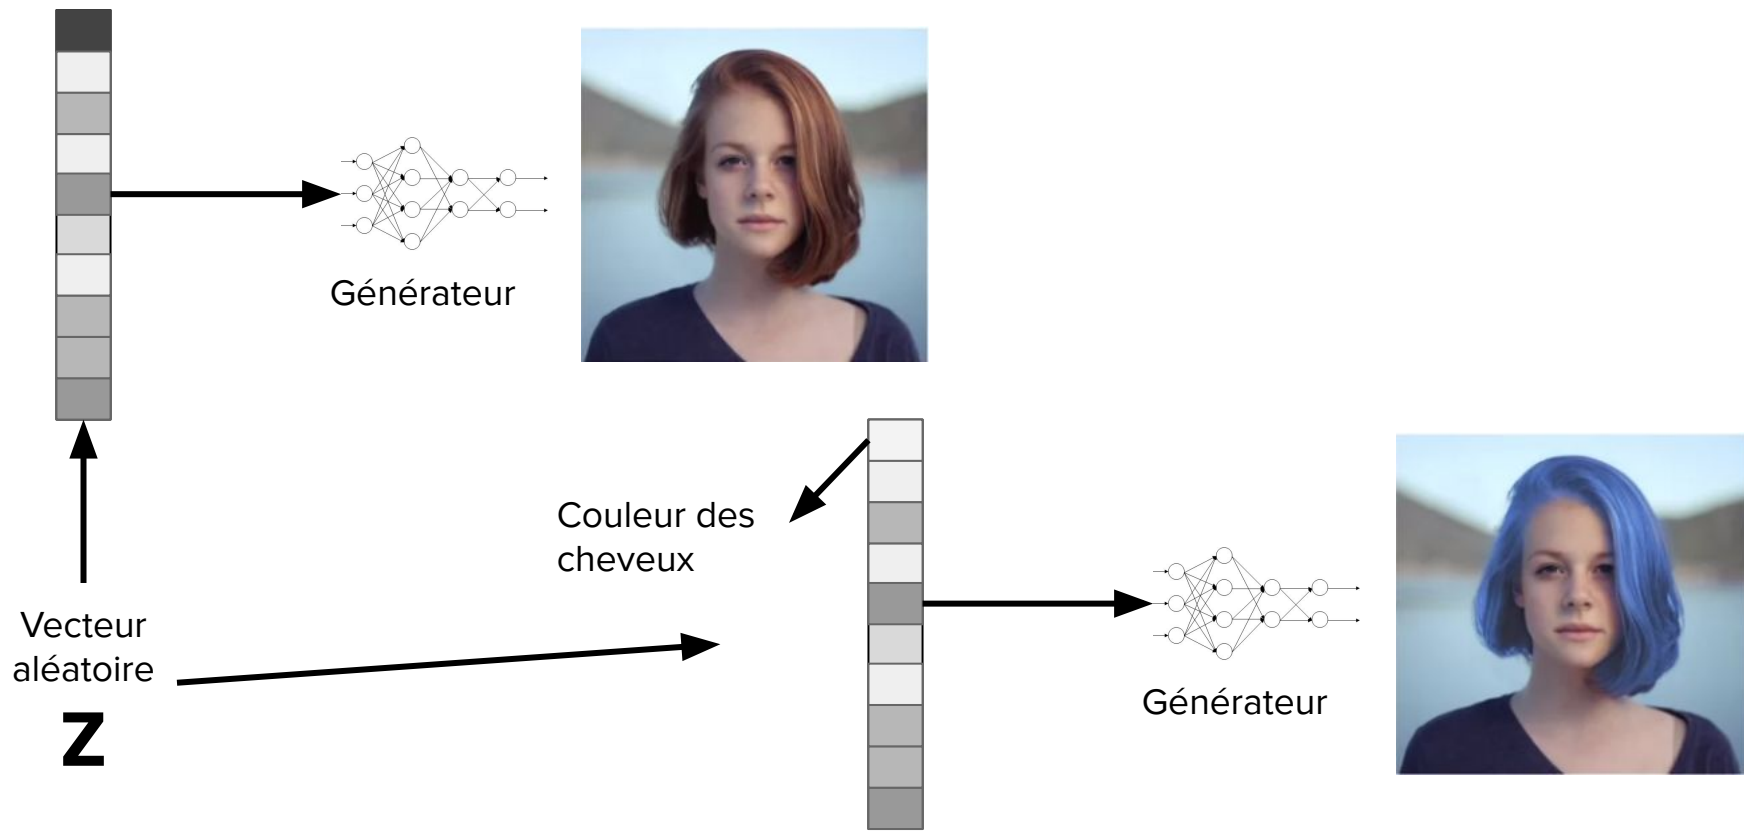 Générateur
Couleur des
cheveux
Vecteur
aléatoire
Z
Générateur